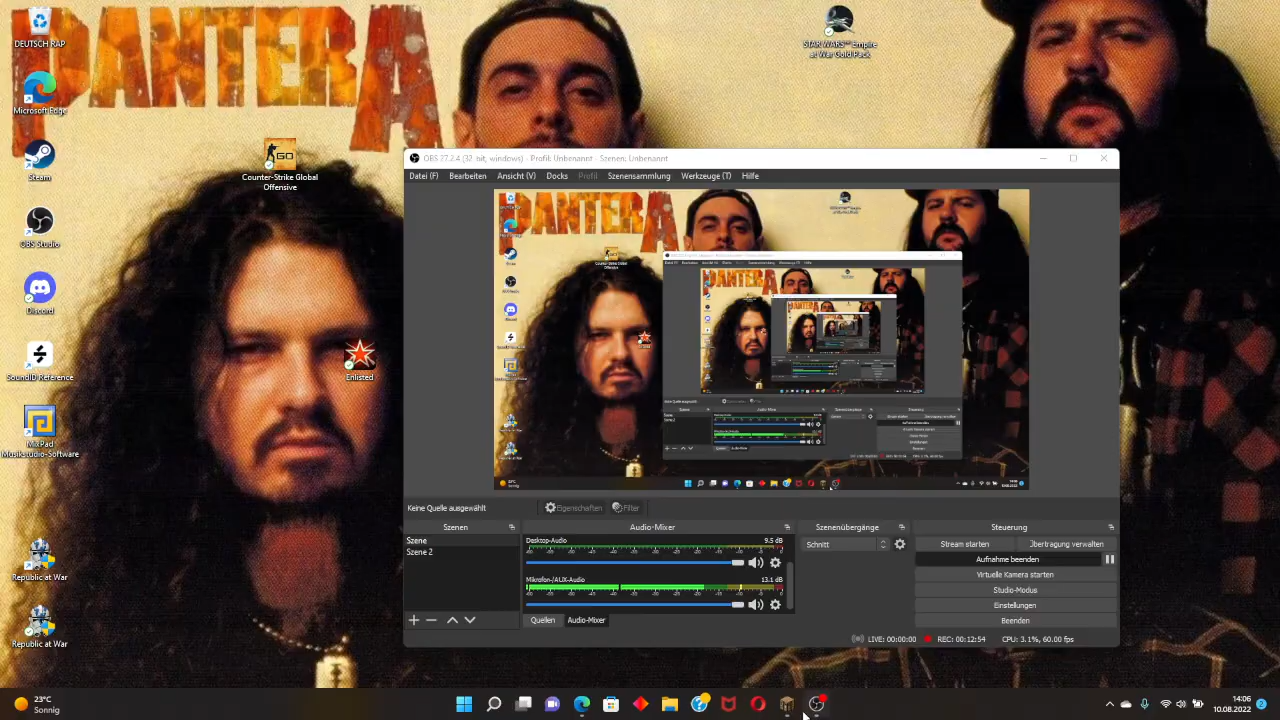 PANTERA
DEUTSCH RAP
Microsoft Edge
Steam
OBS Studio
Discord
SoundID Reference
MixPad
Musikstudio-Software
Republic at War
Republic at War
GO
Counter-Strike Global
Offensive
Enlisted
STAR WARS™ Empire
at War Gold Pack
OBS 27.2.4 (32-bit, windows) - Profil: Unbenannt - Szenen: Unbenannt
Datei (F) Bearbeiten Ansicht (V) Docks Profil Szenensammlung Werkzeuge (T) Hilfe
PANTERA
Keine Quelle ausgewählt Eigenschaften Filter
Szenen
Szene
Szene 2
Audio-Mixer
Desktop-Audio 9.5 dB
Mikrofon-/AUX-Audio 13.1 dB
Quellen Audio-Mixer
Szenenübergänge
Schnitt
Steuerung
Stream starten Übertragung verwalten
Aufnahme beenden
Virtuelle Kamera starten
Studio-Modus
Einstellungen
Beenden
LIVE: 00:00:00 REC: 00:12:54 CPU: 3.1%, 60.00 fps
23°C
Sonnig
14:06
10.08.2022